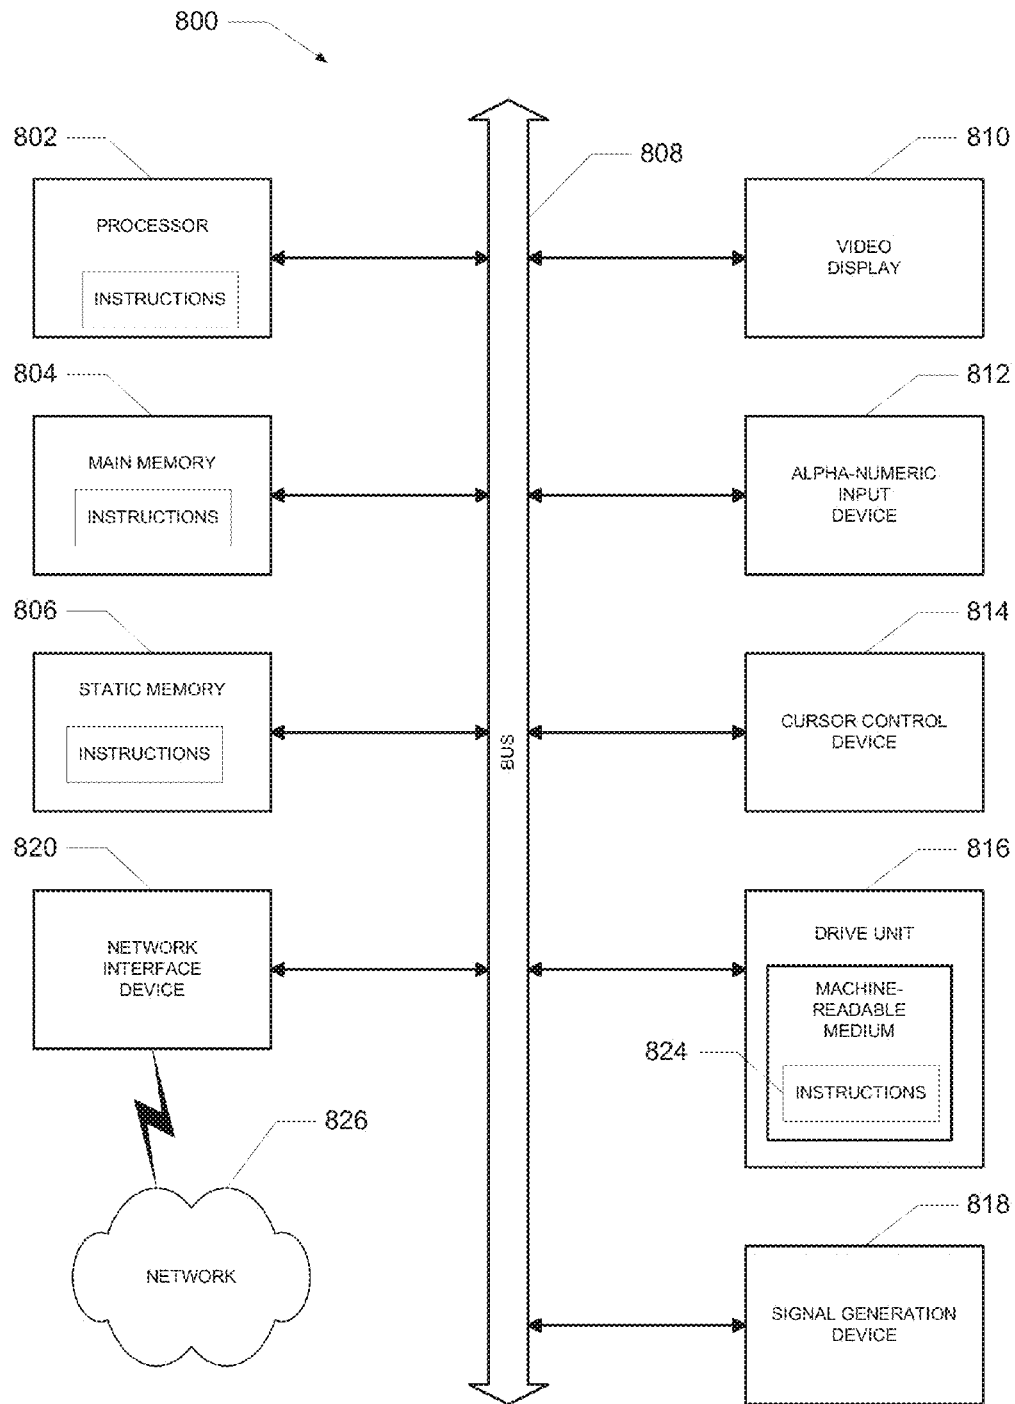 800
802
PROCESSOR
INSTRUCTIONS
804
MAIN MEMORY
INSTRUCTIONS
806
STATIC MEMORY
INSTRUCTIONS
820
NETWORK
INTERFACE
DEVICE
826
NETWORK
808
BUS
810
VIDEO
DISPLAY
812
ALPHA-NUMERIC
INPUT
DEVICE
814
CURSOR CONTROL
DEVICE
816
DRIVE UNIT
MACHINE-
READABLE
MEDIUM
824
INSTRUCTIONS
818
SIGNAL GENERATION
DEVICE